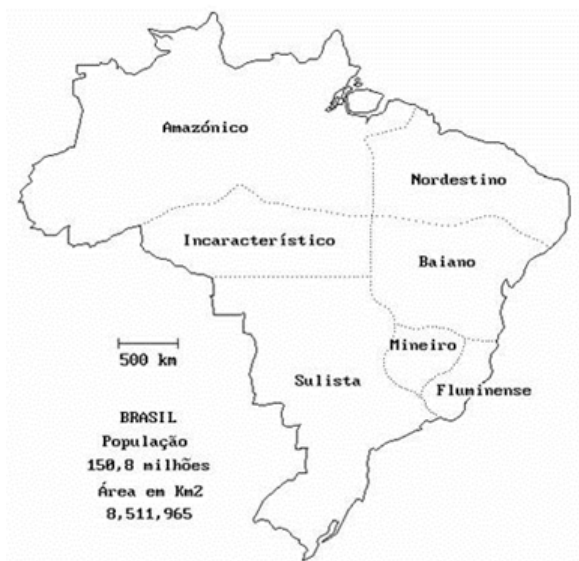 Amazónico
Nordestino
Incaracterístico
Baiano
500 km
Mineiro
Sulista
Fluminense
BRASIL
População
150,8 milhões
Área em Km2
8,511,965